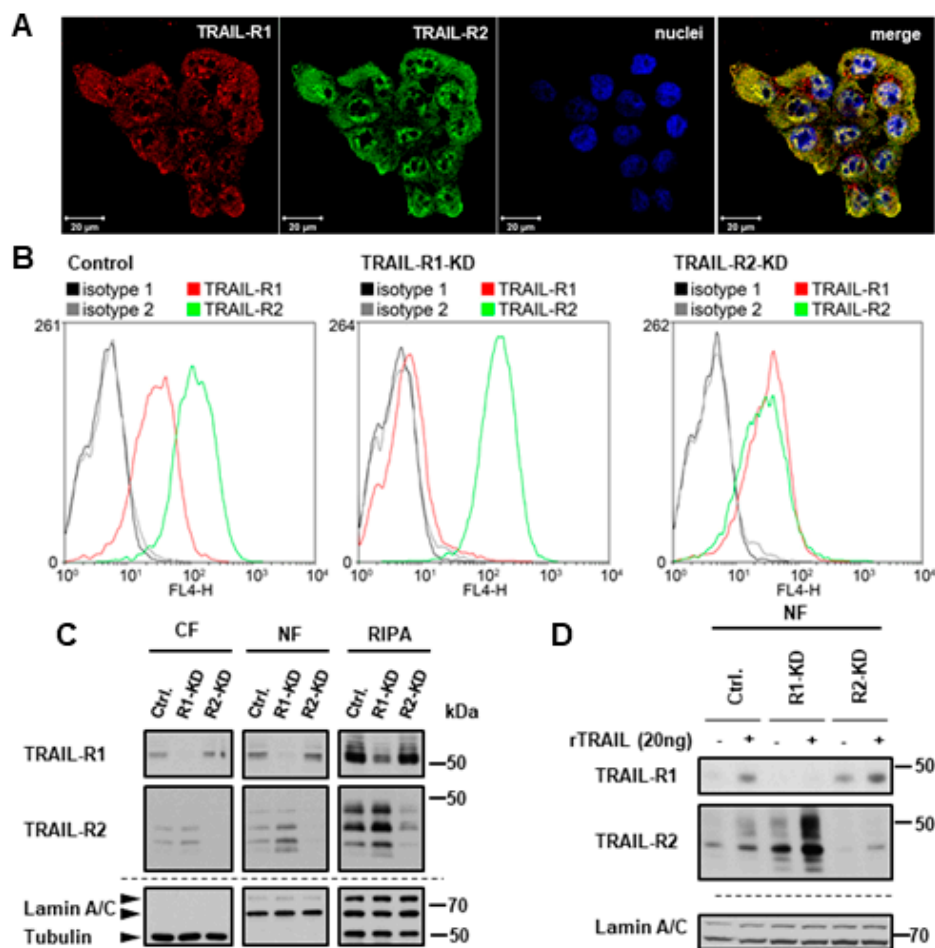 A
TRAIL-R1 TRAIL-R2 nuclei merge
20 µm 20 µm 20 µm 20 µm
B
Control TRAIL-R1-KD TRAIL-R2-KD
isotype 1 TRAIL-R1 isotype 1 TRAIL-R1 isotype 1 TRAIL-R1
isotype 2 TRAIL-R2 isotype 2 TRAIL-R2 isotype 2 TRAIL-R2
261 264 262
0 0 0
10⁰ 10¹ 10² 10³ 10⁴ 10⁰ 10¹ 10² 10³ 10⁴ 10⁰ 10¹ 10² 10³ 10⁴
FL4-H FL4-H FL4-H
C
CF NF RIPA
Ctrl. R1-KD R2-KD Ctrl. R1-KD R2-KD Ctrl. R1-KD R2-KD kDa
TRAIL-R1 50
50
TRAIL-R2
Lamin A/C 70
Tubulin 50
D
NF
Ctrl. R1-KD R2-KD
rTRAIL (20ng) - + - + - +
TRAIL-R1 50
50
TRAIL-R2
Lamin A/C 70